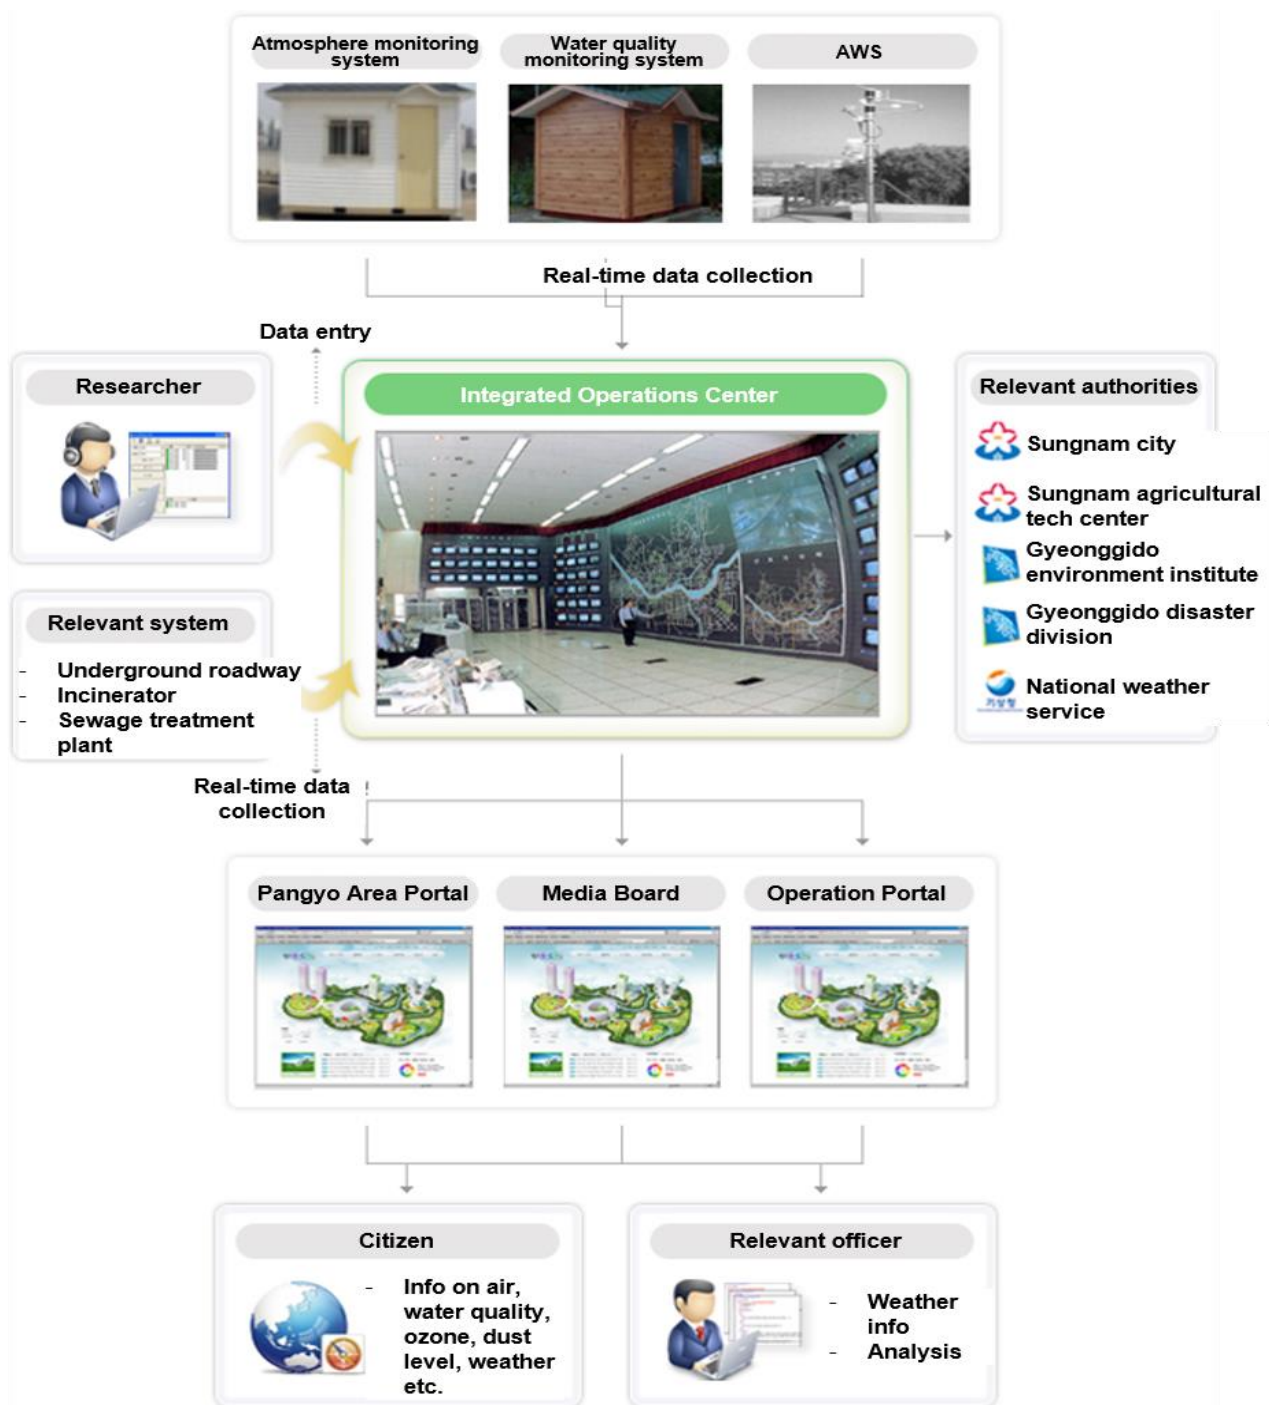 Atmosphere monitoring
system
Water quality
monitoring system
AWS
Real-time data collection
Data entry
Researcher
Integrated Operations Center
Relevant authorities
Sungnam city
Sungnam agricultural
tech center
Gyeonggido
environment institute
Gyeonggido disaster
division
National weather
service
기상청
Relevant system
- Underground roadway
- Incinerator
- Sewage treatment
plant
Real-time data
collection
Pangyo Area Portal
Media Board
Operation Portal
Citizen
- Info on air,
water quality,
ozone, dust
level, weather
etc.
Relevant officer
- Weather
info
- Analysis